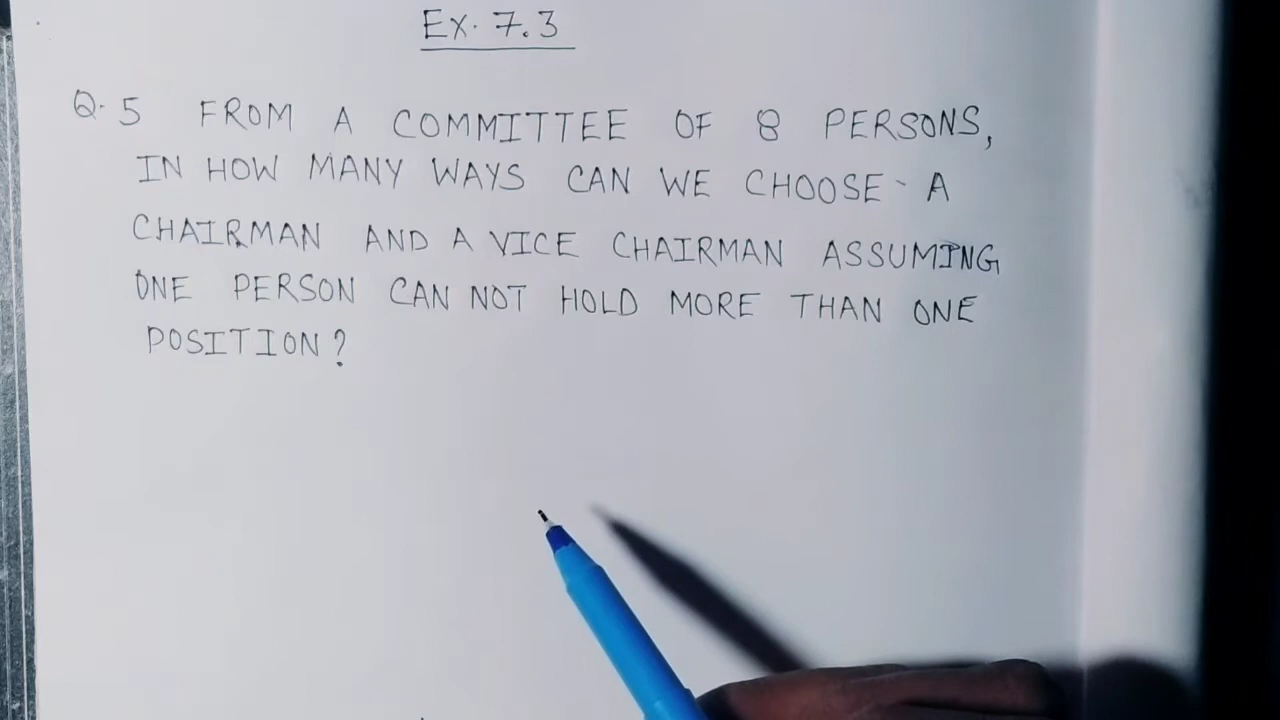 Ex. 7.3
Q. 5 FROM A COMMITTEE OF 8 PERSONS,
IN HOW MANY WAYS CAN WE CHOOSE A
CHAIRMAN AND A VICE CHAIRMAN ASSUMING
ONE PERSON CAN NOT HOLD MORE THAN ONE
POSITION?